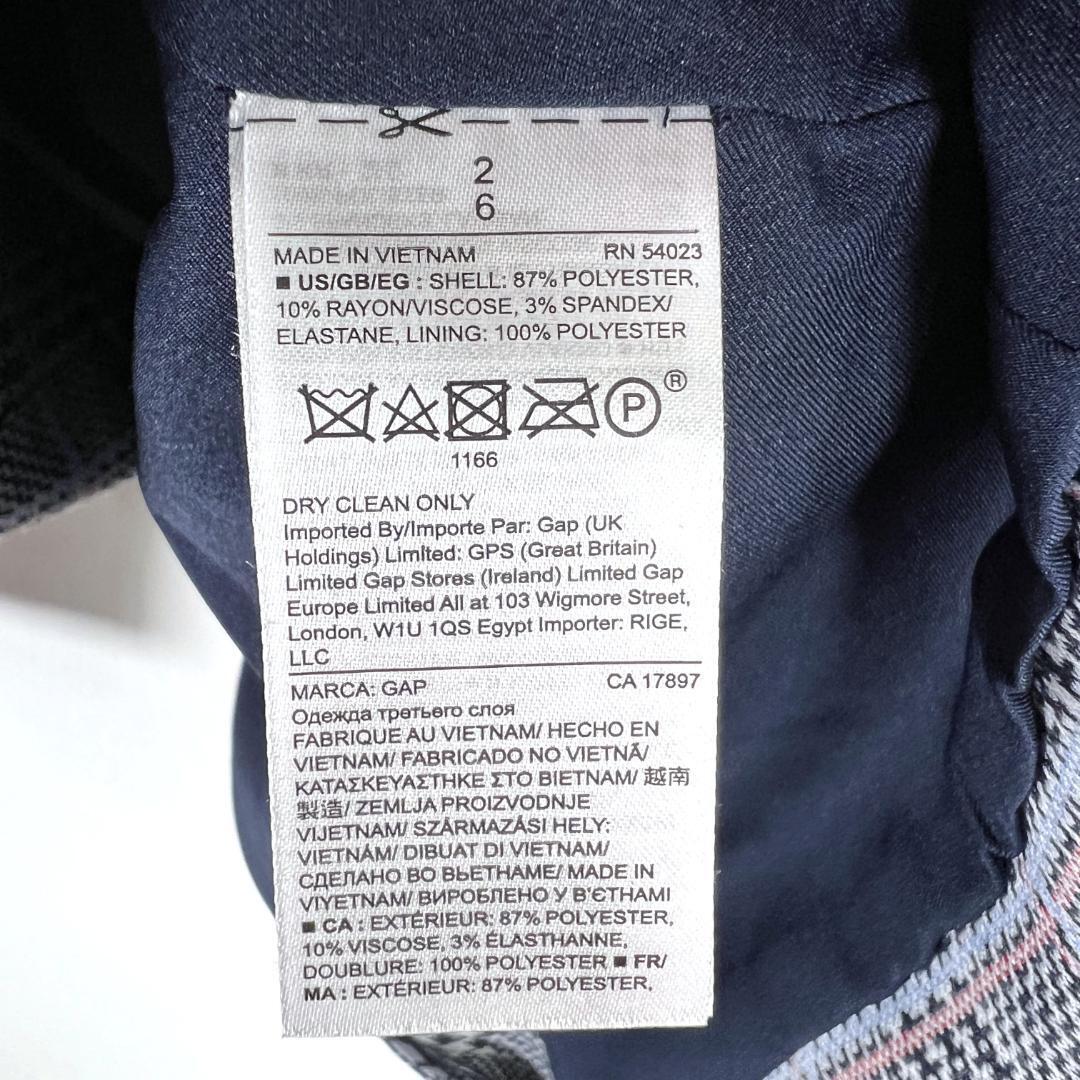 2
6
MADE IN VIETNAM RN 54023
■ US/GB/EG : SHELL: 87% POLYESTER,
10% RAYON/VISCOSE, 3% SPANDEX/
ELASTANE, LINING: 100% POLYESTER
P ®
1166
DRY CLEAN ONLY
Imported By/Importe Par: Gap (UK
Holdings) Limited: GPS (Great Britain)
Limited Gap Stores (Ireland) Limited Gap
Europe Limited All at 103 Wigmore Street,
London, W1U 1QS Egypt Importer: RIGE,
LLC
MARCA: GAP CA 17897
Одежда третьего слоя
FABRIQUE AU VIETNAM/ HECHO EN
VIETNAM/ FABRICADO NO VIETNÃ/
ΚΑΤΑΣΚΕΥΑΣΤΗΚΕ ΣΤΟ ΒΙΕΤΝΑΜ/ 越南
製造/ ZEMLJA PROIZVODNJE
VIJETNAM/ SZÁRMAZÁSI HELY:
VIETNÁM/ DIBUAT DI VIETNAM/
СДЕЛАНО ВО ВЬЕТНАМЕ/ MADE IN
VIYETNAM/ ВИРОБЛЕНО У В'ЄТНАМІ
■ CA : EXTÉRIEUR: 87% POLYESTER,
10% VISCOSE, 3% ÉLASTHANNE,
DOUBLURE: 100% POLYESTER ■ FR/
MA : EXTÉRIEUR: 87% POLYESTER,